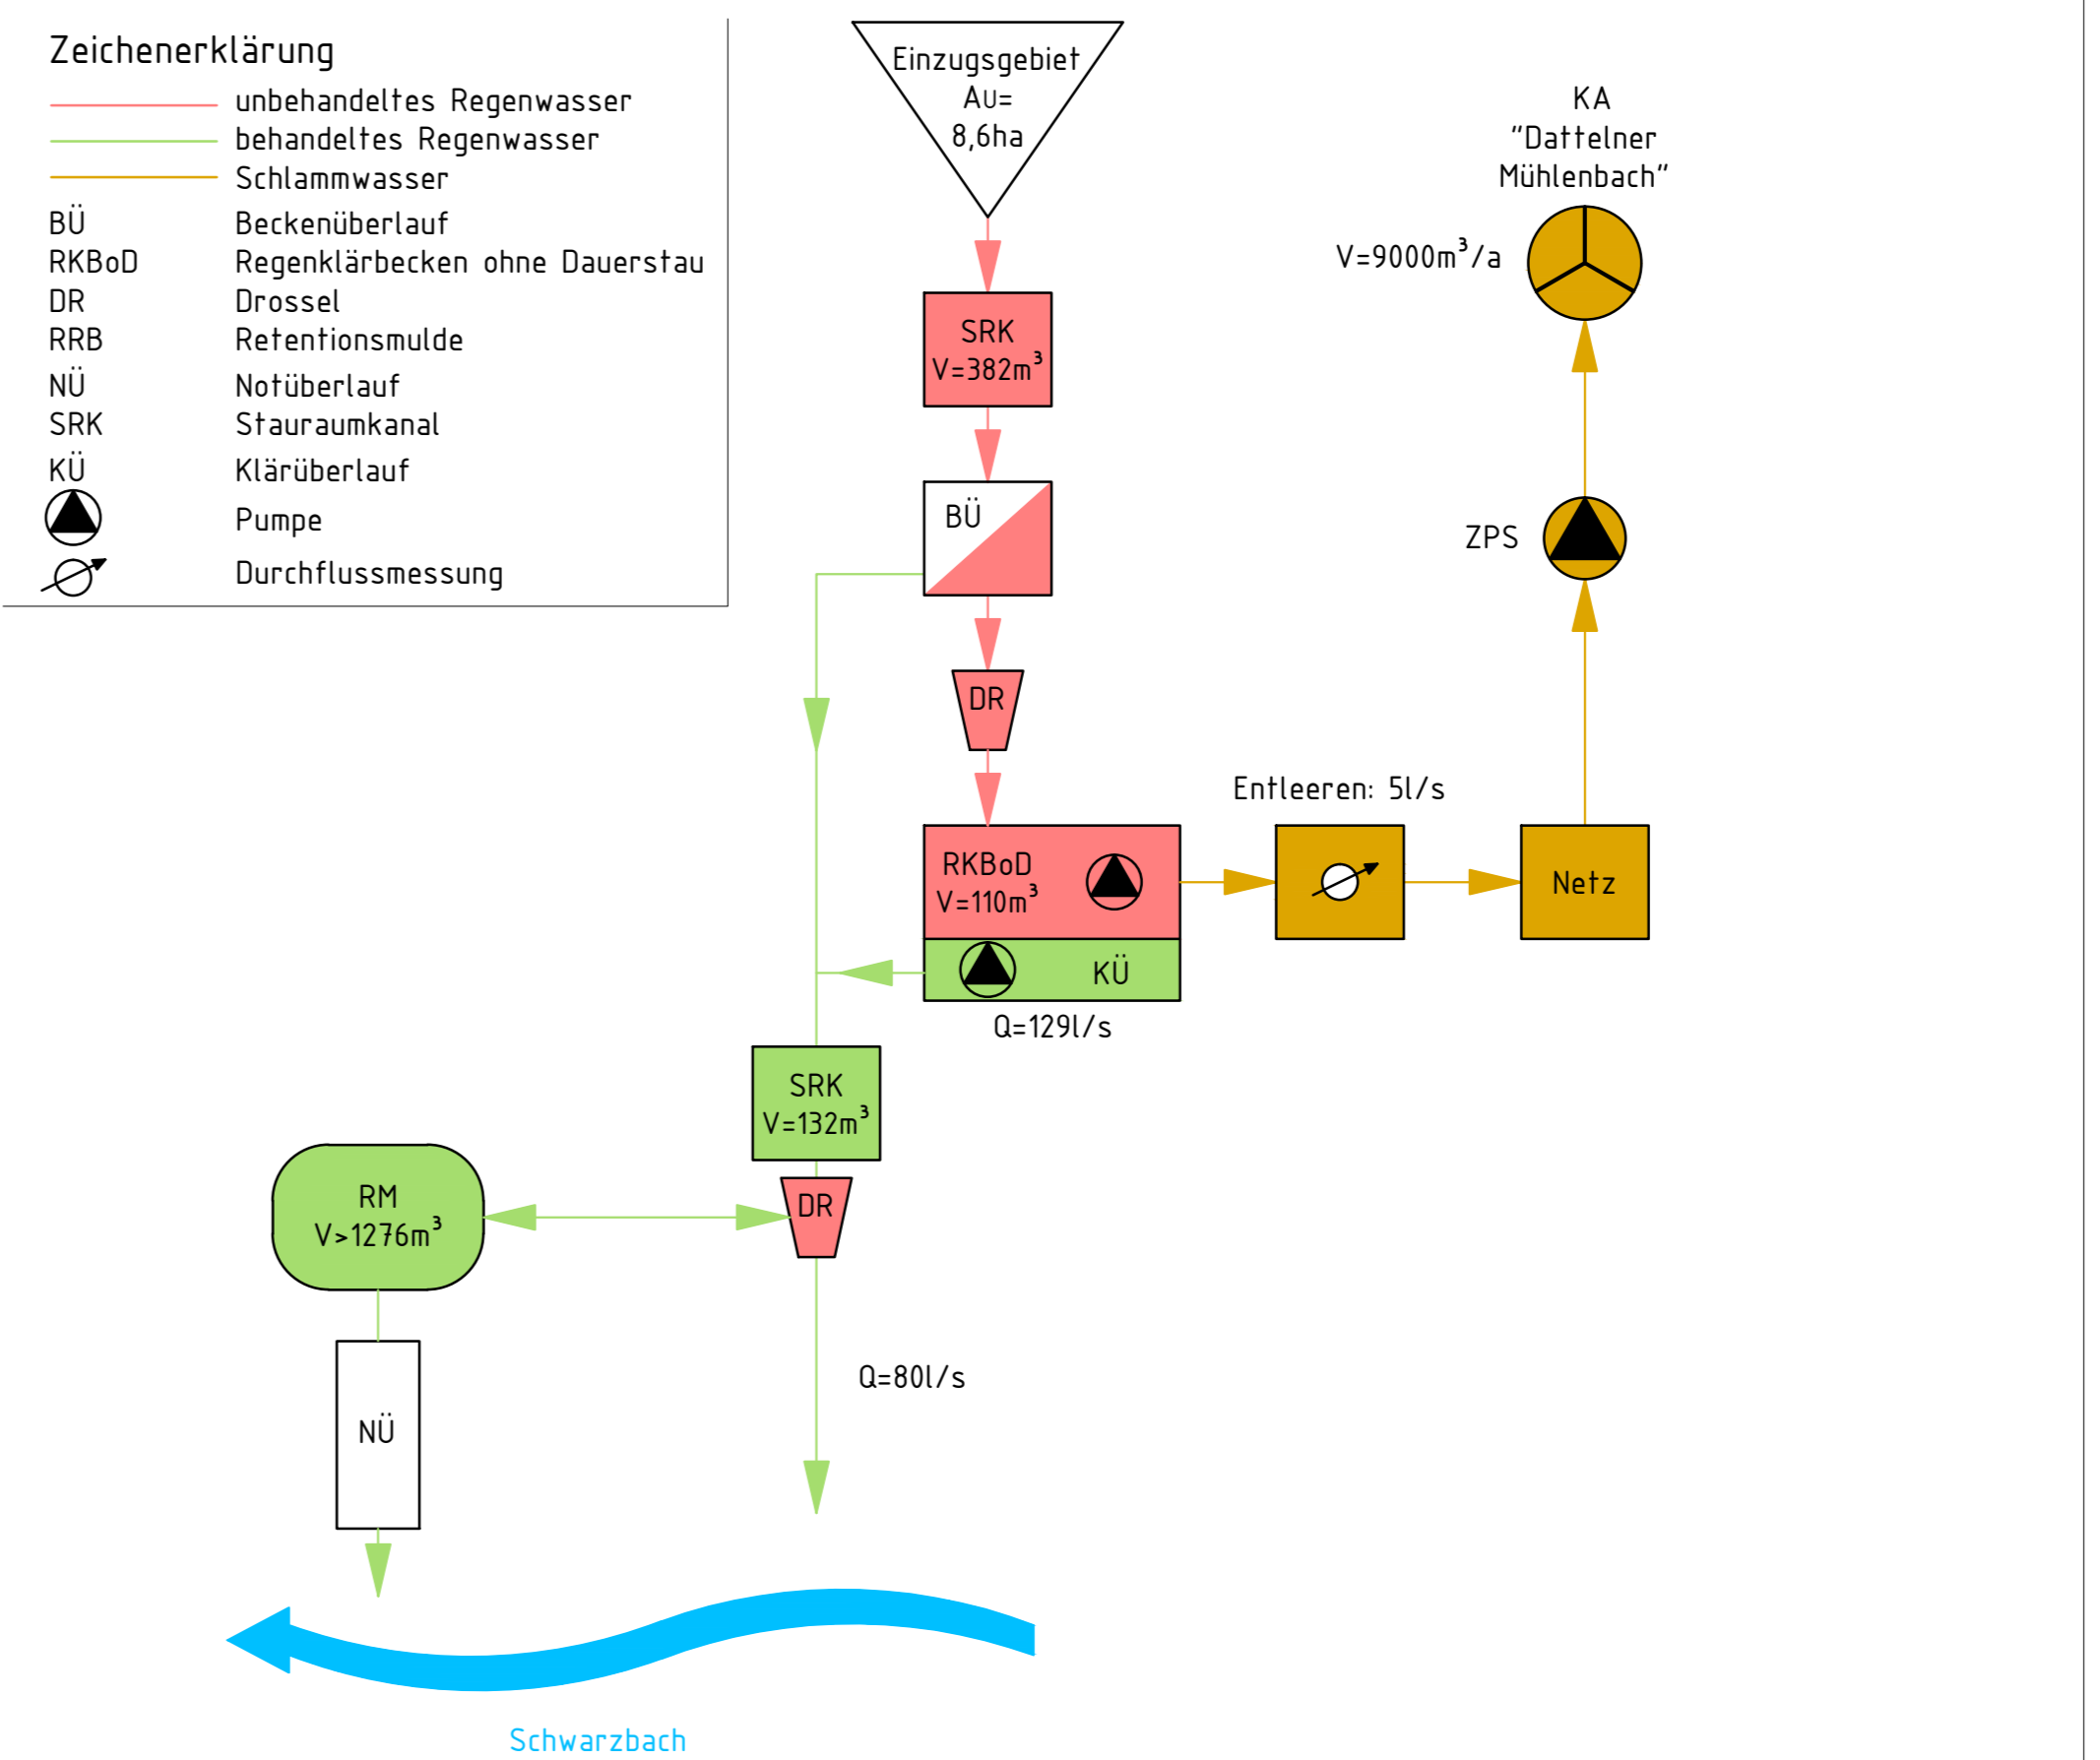 Zeichenerklärung
unbehandeltes Regenwasser
behandeltes Regenwasser
Schlammwasser
BÜ Beckenüberlauf
RKBoD Regenklärbecken ohne Dauerstau
DR Drossel
RRB Retentionsmulde
NÜ Notüberlauf
SRK Stauraumkanal
KÜ Klärüberlauf
Pumpe
Durchflussmessung
Einzugsgebiet
AU=
8,6ha
KA
"Dattelner
Mühlenbach"
V=9000m³/a
SRK
V=382m³
BÜ
ZPS
DR
Entleeren: 5l/s
RKBoD
V=110m³
Netz
KÜ
Q=129l/s
SRK
V=132m³
RM
V>1276m³
DR
Q=80l/s
NÜ
Schwarzbach